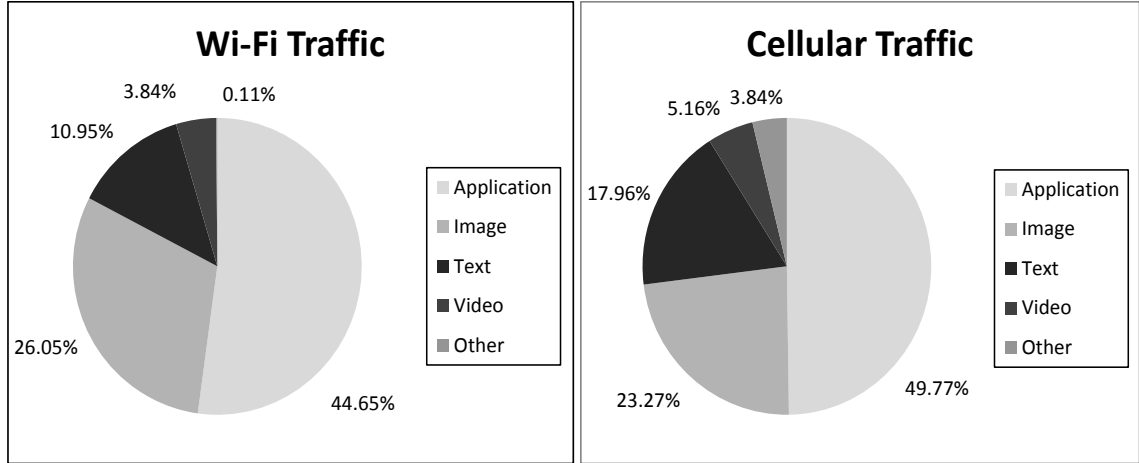 Wi-Fi Traffic
3.84%
0.11%
10.95%
26.05%
44.65%
Application
Image
Text
Video
Other
Cellular Traffic
5.16%
3.84%
17.96%
23.27%
49.77%
Application
Image
Text
Video
Other